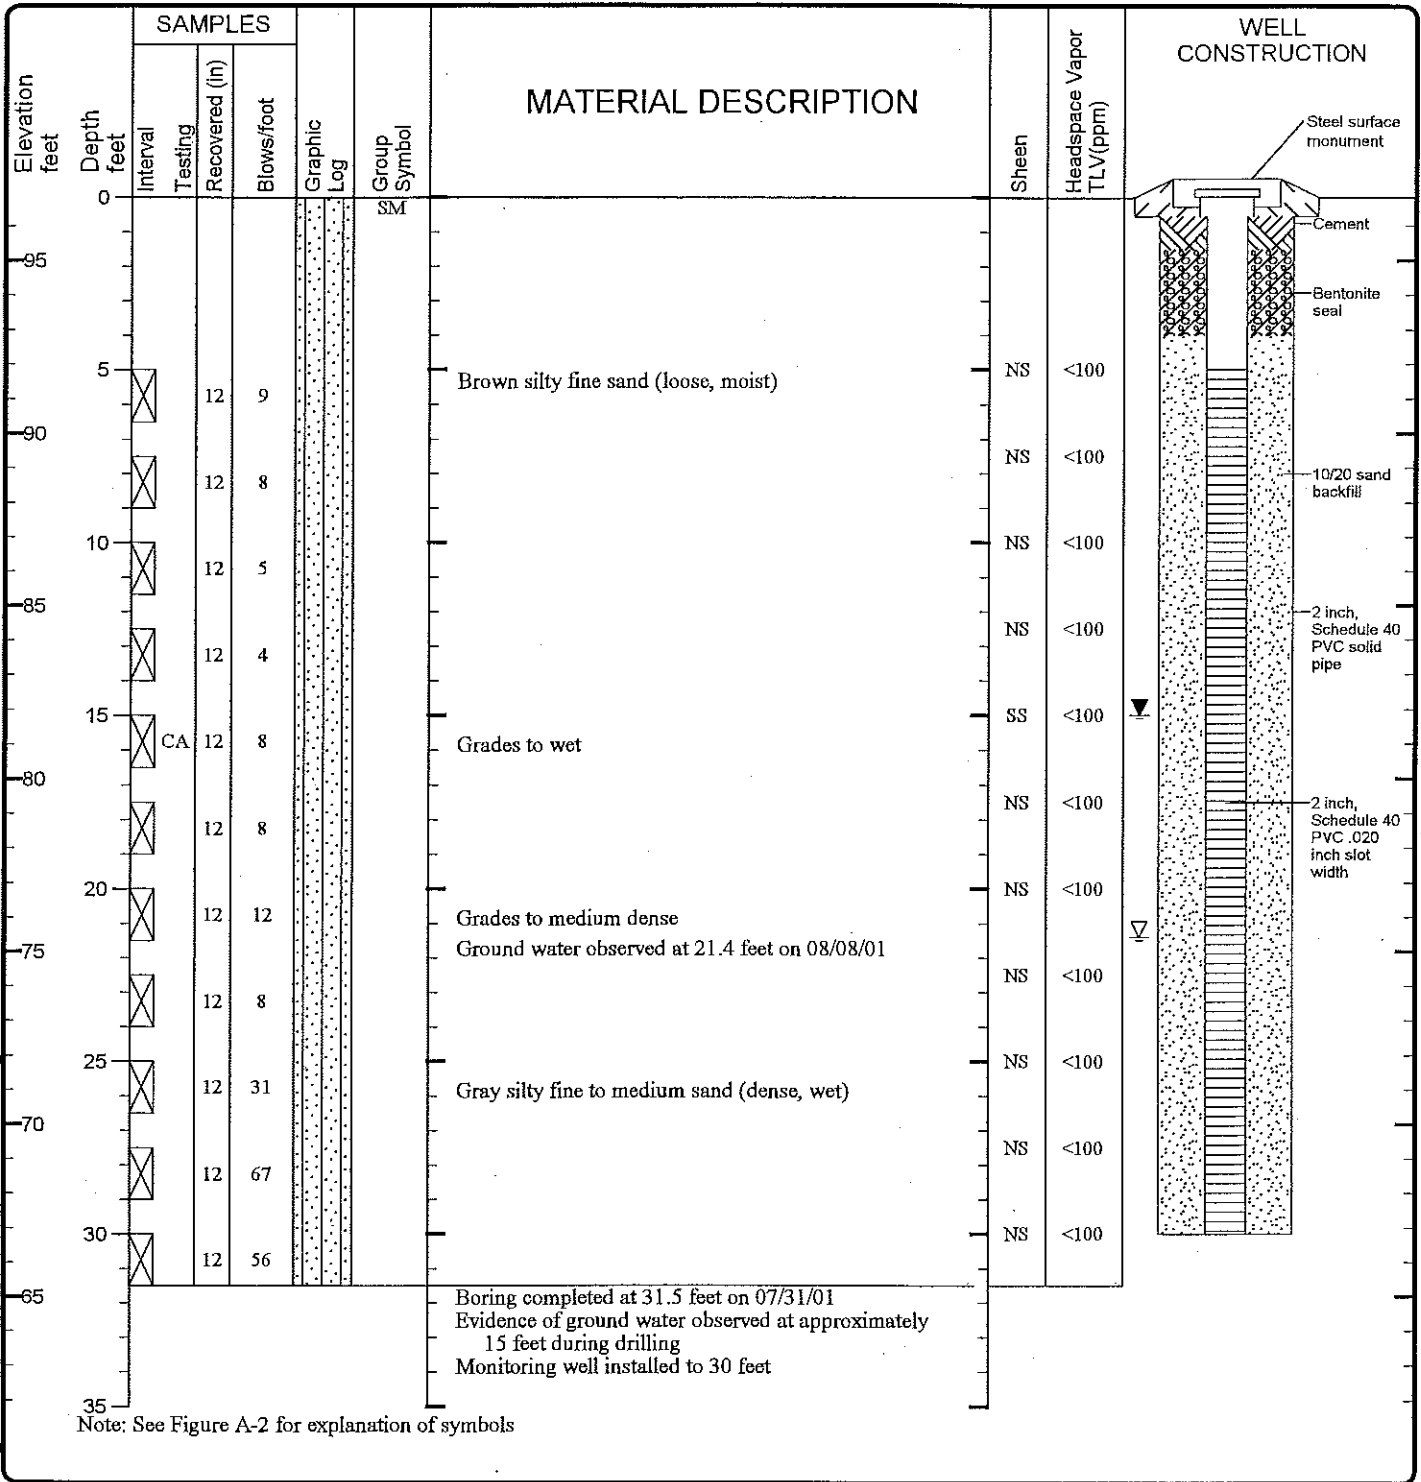 SAMPLES
Elevation
feet
Depth
feet
Interval
Testing
Recovered (in)
Blows/foot
Graphic
Log
Group
Symbol
MATERIAL DESCRIPTION
Sheen
Headspace Vapor
TLV(ppm)
WELL
CONSTRUCTION
Steel surface
monument
0
SM
Cement
95
Bentonite
seal
5
12 9
Brown silty fine sand (loose, moist)
NS <100
90
12 8
NS <100
10/20 sand
backfill
10
12 5
NS <100
85
12 4
NS <100
2 inch,
Schedule 40
PVC solid
pipe
15
CA 12 8
Grades to wet
SS <100
80
12 8
NS <100
2 inch,
Schedule 40
PVC .020
inch slot
width
20
12 12
Grades to medium dense
NS <100
Ground water observed at 21.4 feet on 08/08/01
75
12 8
NS <100
25
12 31
Gray silty fine to medium sand (dense, wet)
NS <100
70
12 67
NS <100
30
12 56
NS <100
65
Boring completed at 31.5 feet on 07/31/01
Evidence of ground water observed at approximately
15 feet during drilling
Monitoring well installed to 30 feet
35
Note: See Figure A-2 for explanation of symbols